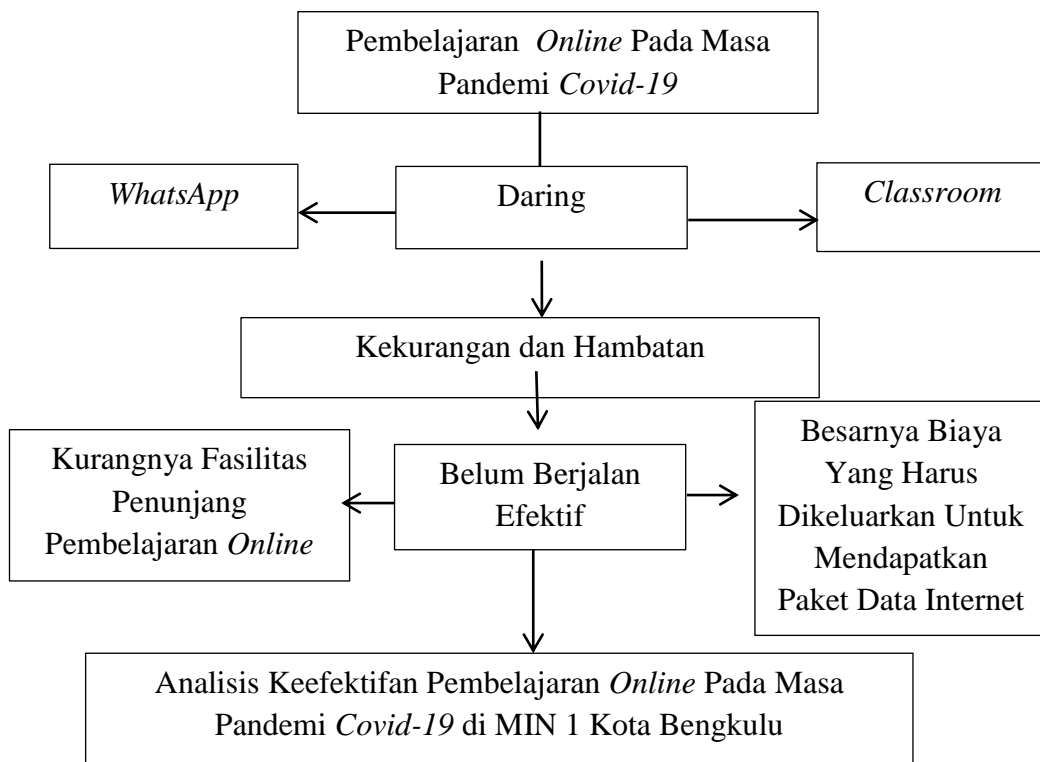 Pembelajaran Online Pada Masa
Pandemi Covid-19
WhatsApp
Daring
Classroom
Kekurangan dan Hambatan
Kurangnya Fasilitas
Penunjang
Pembelajaran Online
Belum Berjalan
Efektif
Besarnya Biaya
Yang Harus
Dikeluarkan Untuk
Mendapatkan
Paket Data Internet
Analisis Keefektifan Pembelajaran Online Pada Masa
Pandemi Covid-19 di MIN 1 Kota Bengkulu